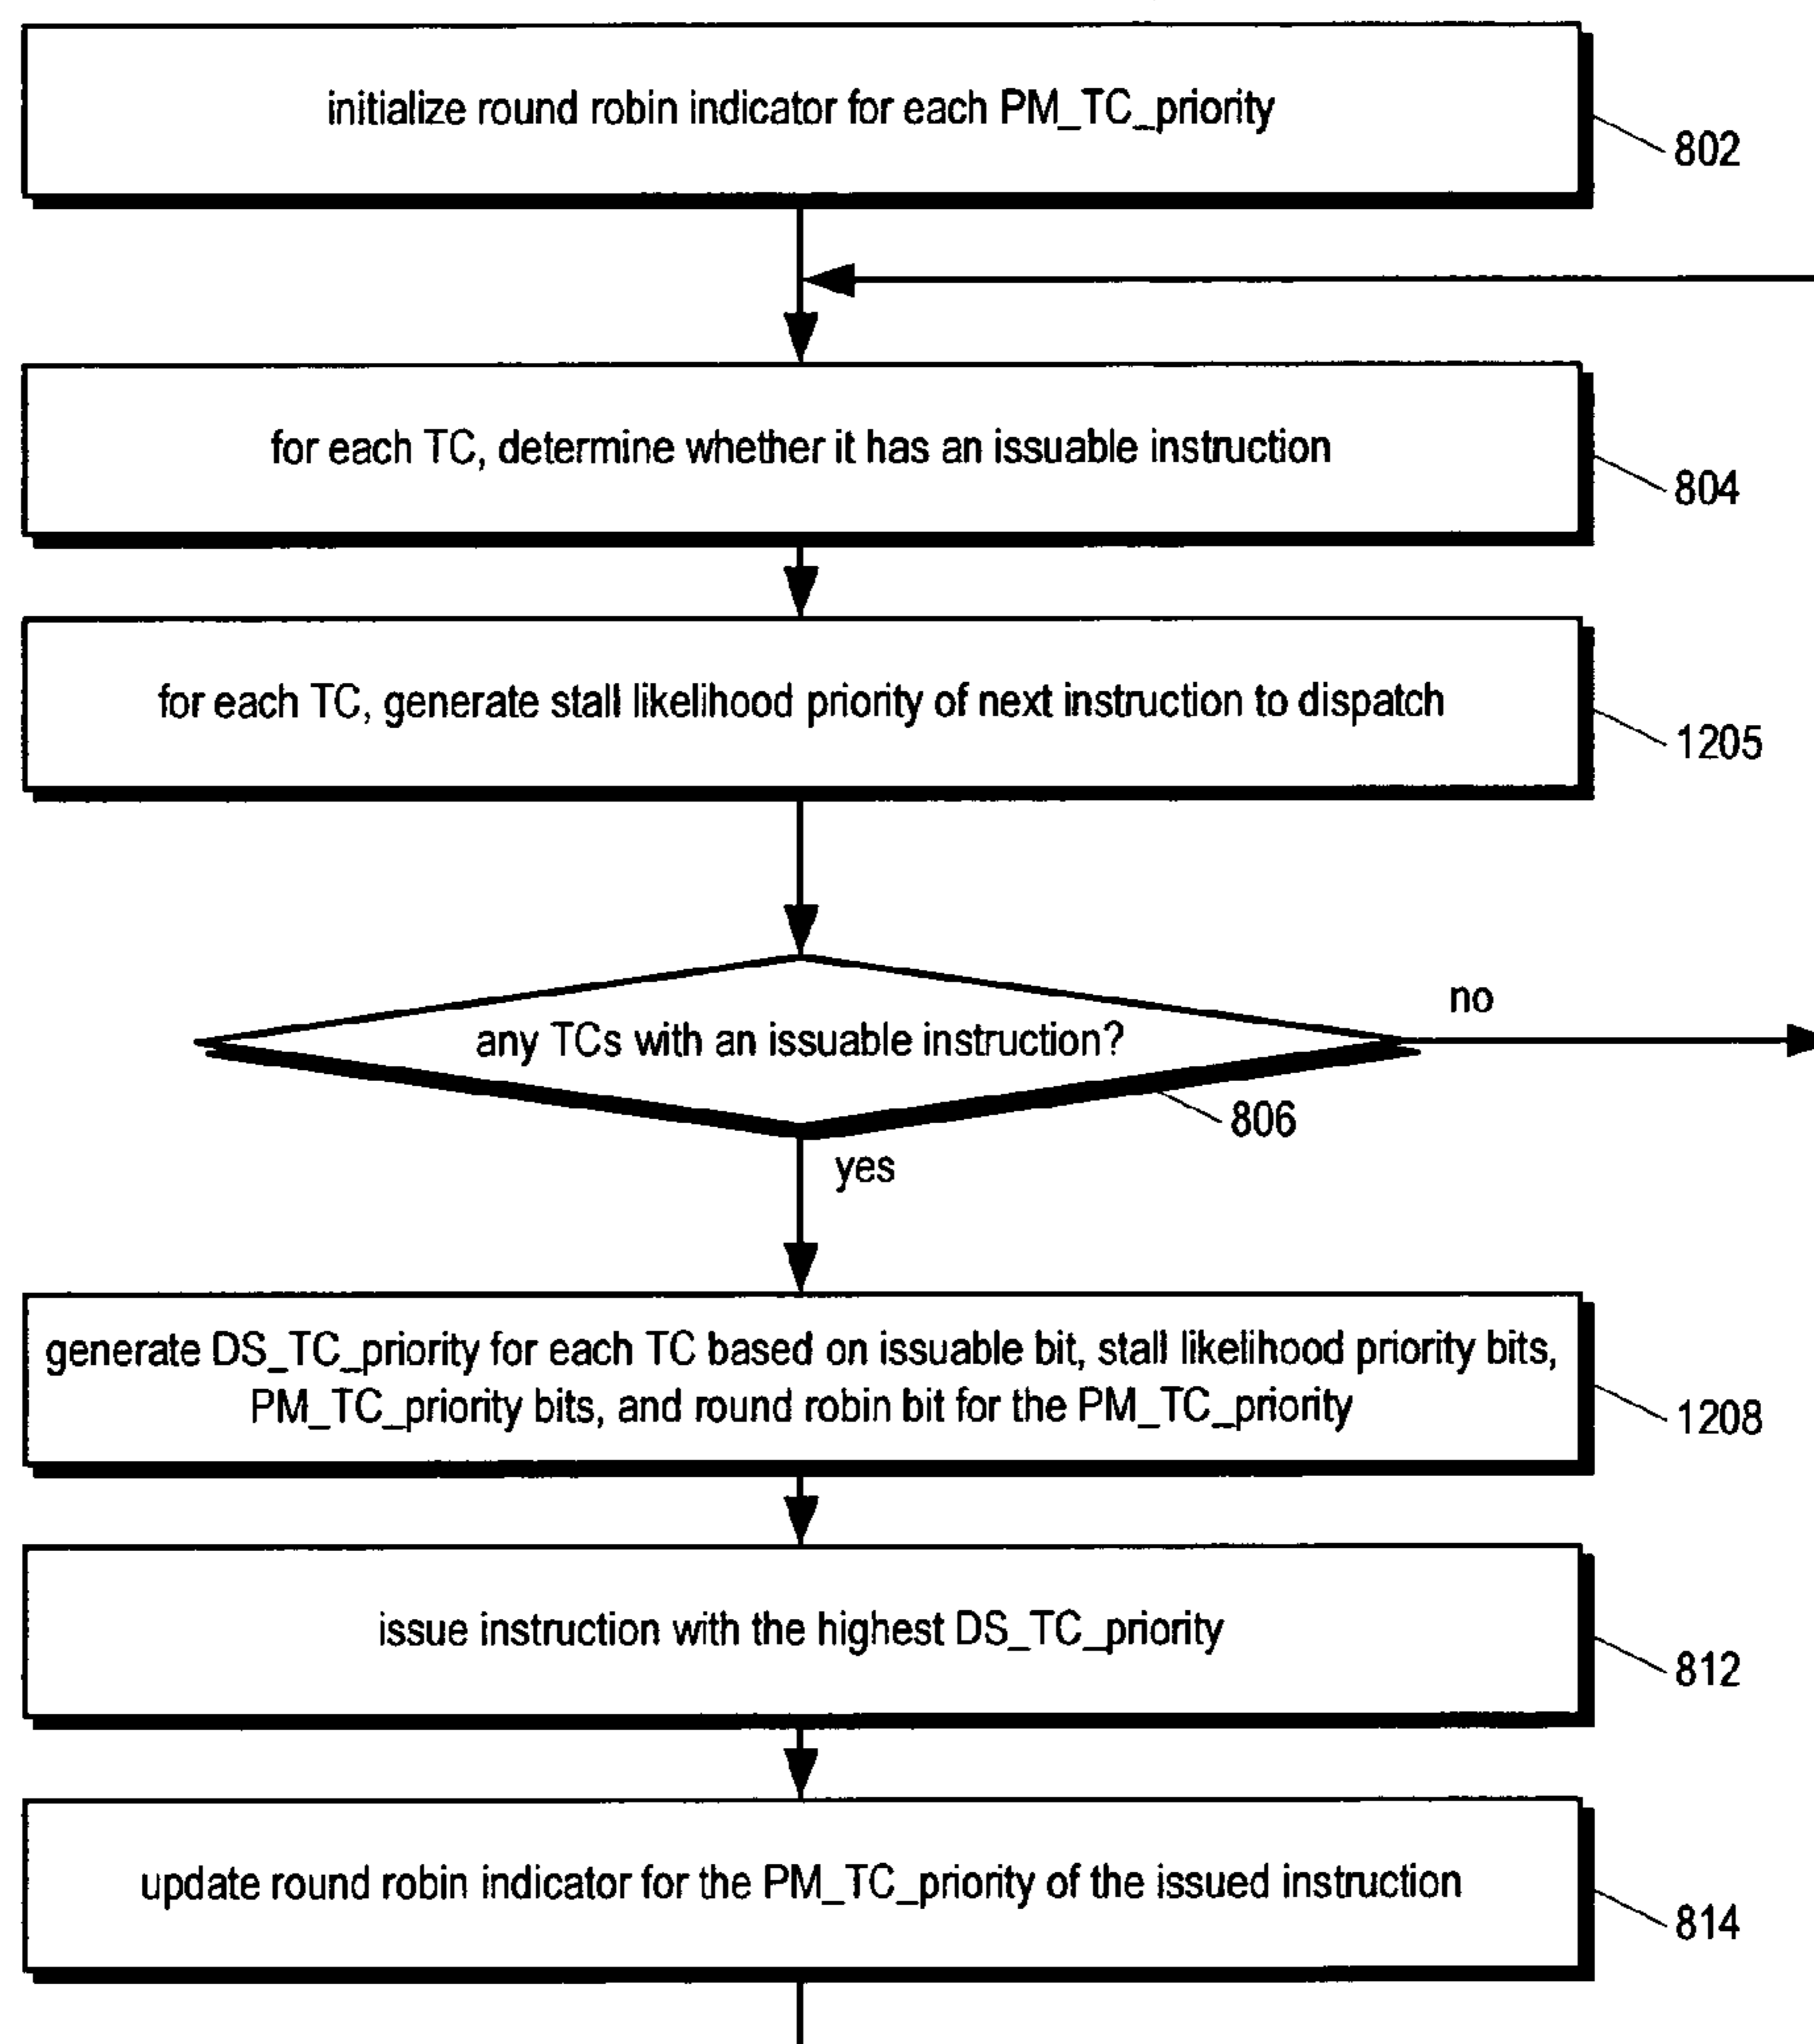 initialize round robin indicator for each PM_TC_priority
802
for each TC, determine whether it has an issuable instruction
804
for each TC, generate stall likelihood priority of next instruction to dispatch
1205
no
any TCs with an issuable instruction?
806
yes
generate DS_TC_priority for each TC based on issuable bit, stall likelihood priority bits,
PM_TC_priority bits, and round robin bit for the PM_TC_priority
1208
issue instruction with the highest DS_TC_priority
812
update round robin indicator for the PM_TC_priority of the issued instruction
814